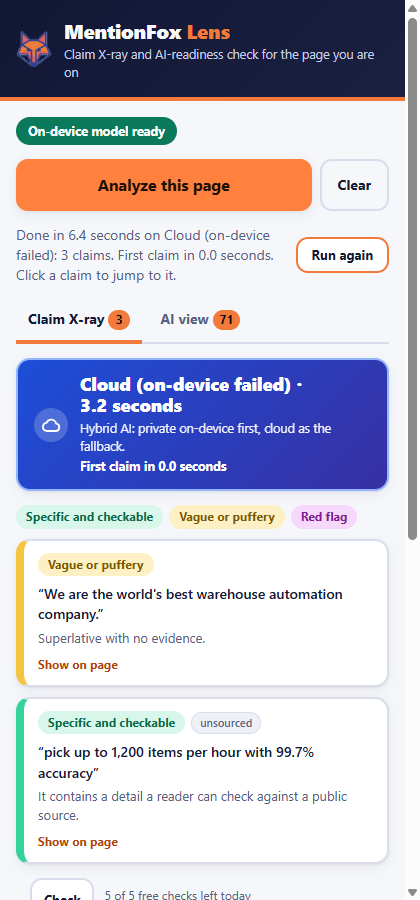 MentionFox Lens
Claim X-ray and AI-readiness check for the page you are
on
On-device model ready
Analyze this page
Clear
Done in 6.4 seconds on Cloud (on-device
failed): 3 claims. First claim in 0.0 seconds.
Click a claim to jump to it.
Run again
Claim X-ray 3
AI view 71
Cloud (on-device failed) ·
3.2 seconds
Hybrid AI: private on-device first, cloud as the
fallback.
First claim in 0.0 seconds
Specific and checkable
Vague or puffery
Red flag
Vague or puffery
“We are the world's best warehouse automation
company.”
Superlative with no evidence.
Show on page
Specific and checkable
unsourced
“pick up to 1,200 items per hour with 99.7%
accuracy”
It contains a detail a reader can check against a public
source.
Show on page
Check
5 of 5 free checks left today